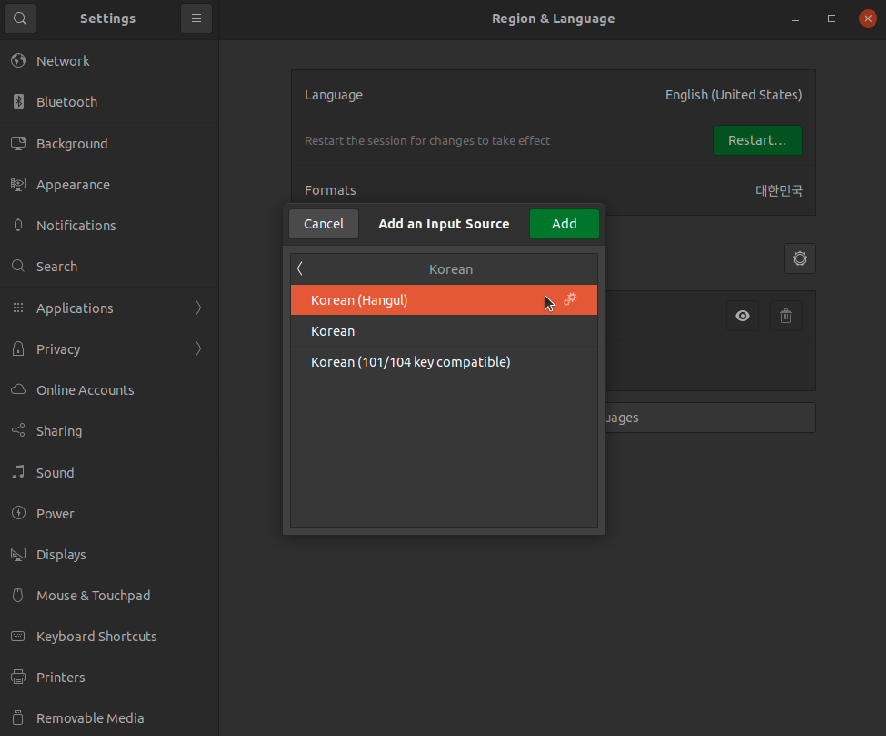 Settings
Region & Language
Network
Bluetooth
Background
Appearance
Notifications
Search
Applications
Privacy
Online Accounts
Sharing
Sound
Power
Displays
Mouse & Touchpad
Keyboard Shortcuts
Printers
Removable Media
Language English (United States)
Restart the session for changes to take effect Restart...
Formats 대한민국
Cancel Add an Input Source Add
Korean
Korean (Hangul)
Korean
Korean (101/104 key compatible)